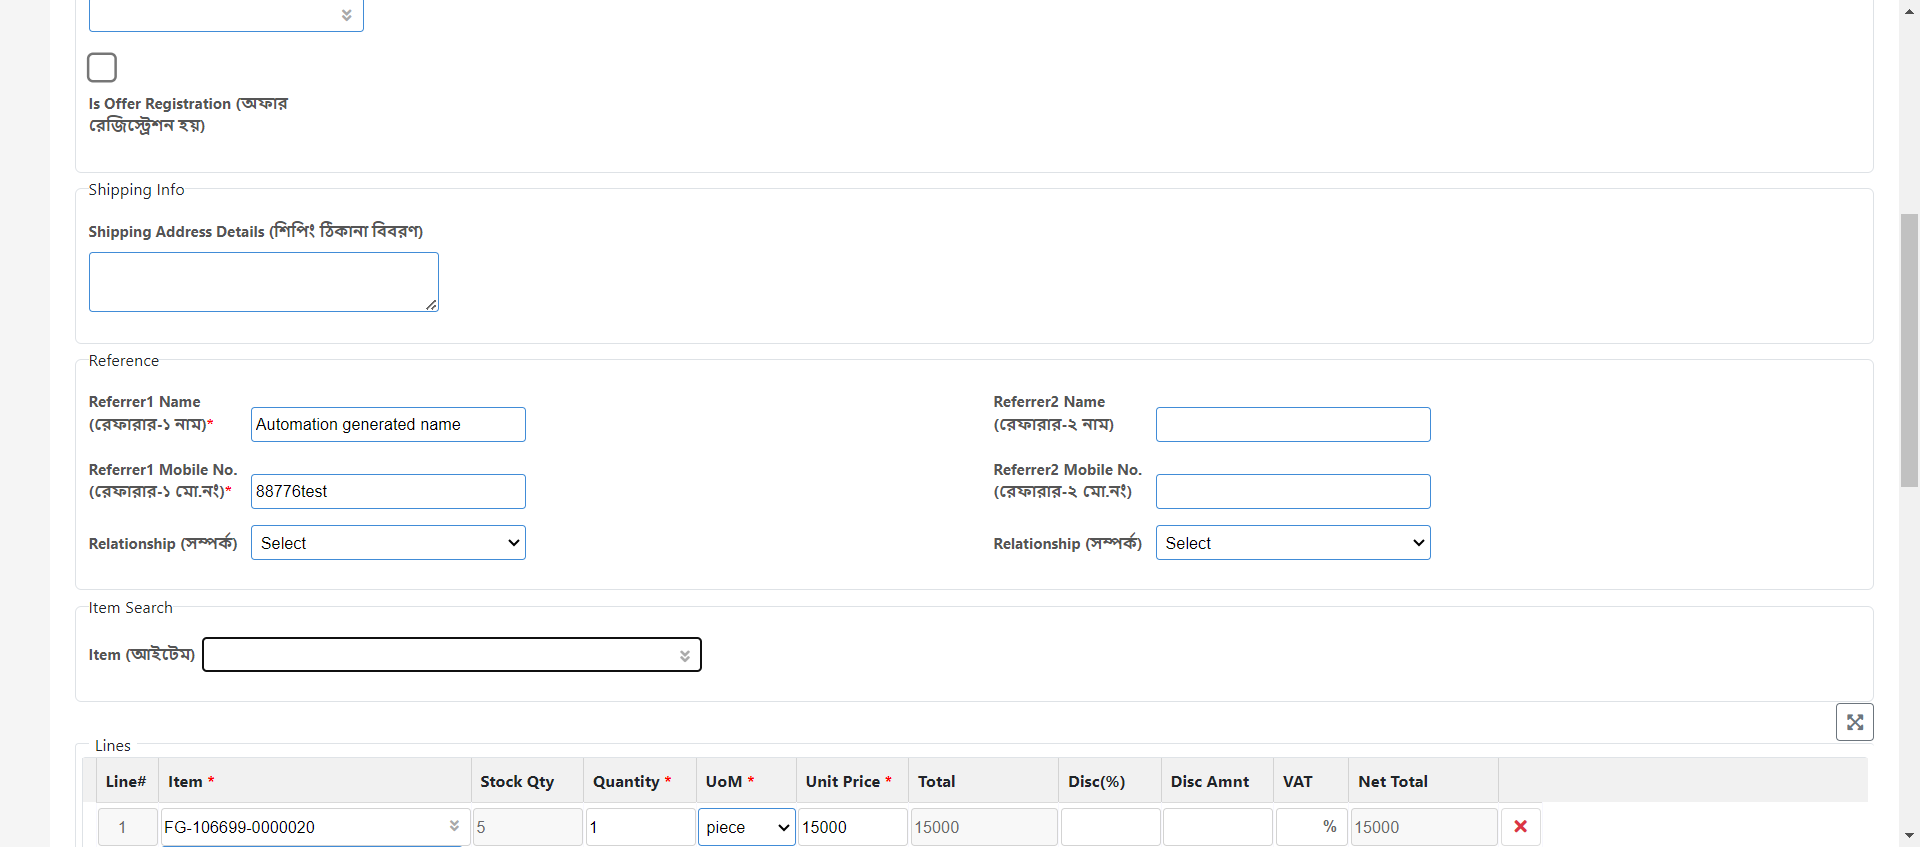 Is Offer Registration (অফার
রেজিস্ট্রেশন হয়)
Shipping Info
Shipping Address Details (শিপিং ঠিকানা বিবরণ)
Reference
Referrer1 Name
(রেফারার-১ নাম)*
Automation generated name
Referrer2 Name
(রেফারার-২ নাম)
Referrer1 Mobile No.
(রেফারার-১ মো.নং)*
88776test
Referrer2 Mobile No.
(রেফারার-২ মো.নং)
Relationship (সম্পর্ক) Select
Relationship (সম্পর্ক) Select
Item Search
Item (আইটেম)
Lines
Line# Item * Stock Qty Quantity * UoM * Unit Price * Total Disc(%) Disc Amnt VAT Net Total
1 FG-106699-0000020 5 1 piece 15000 15000 % 15000